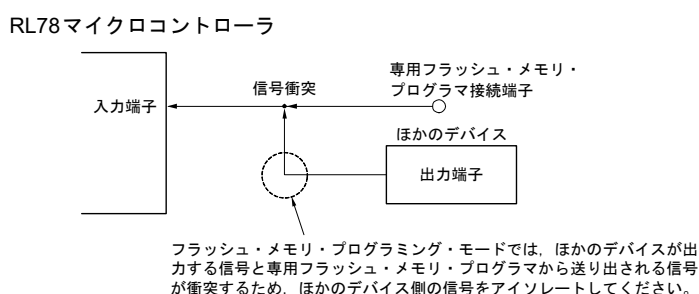 RL78マイクロコントローラ
専用フラッシュ・メモリ・
プログラマ接続端子
信号衝突
入力端子
ほかのデバイス
出力端子
フラッシュ・メモリ・プログラミング・モードでは，ほかのデバイスが出
力する信号と専用フラッシュ・メモリ・プログラマから送り出される信号
が衝突するため，ほかのデバイス側の信号をアイソレートしてください。